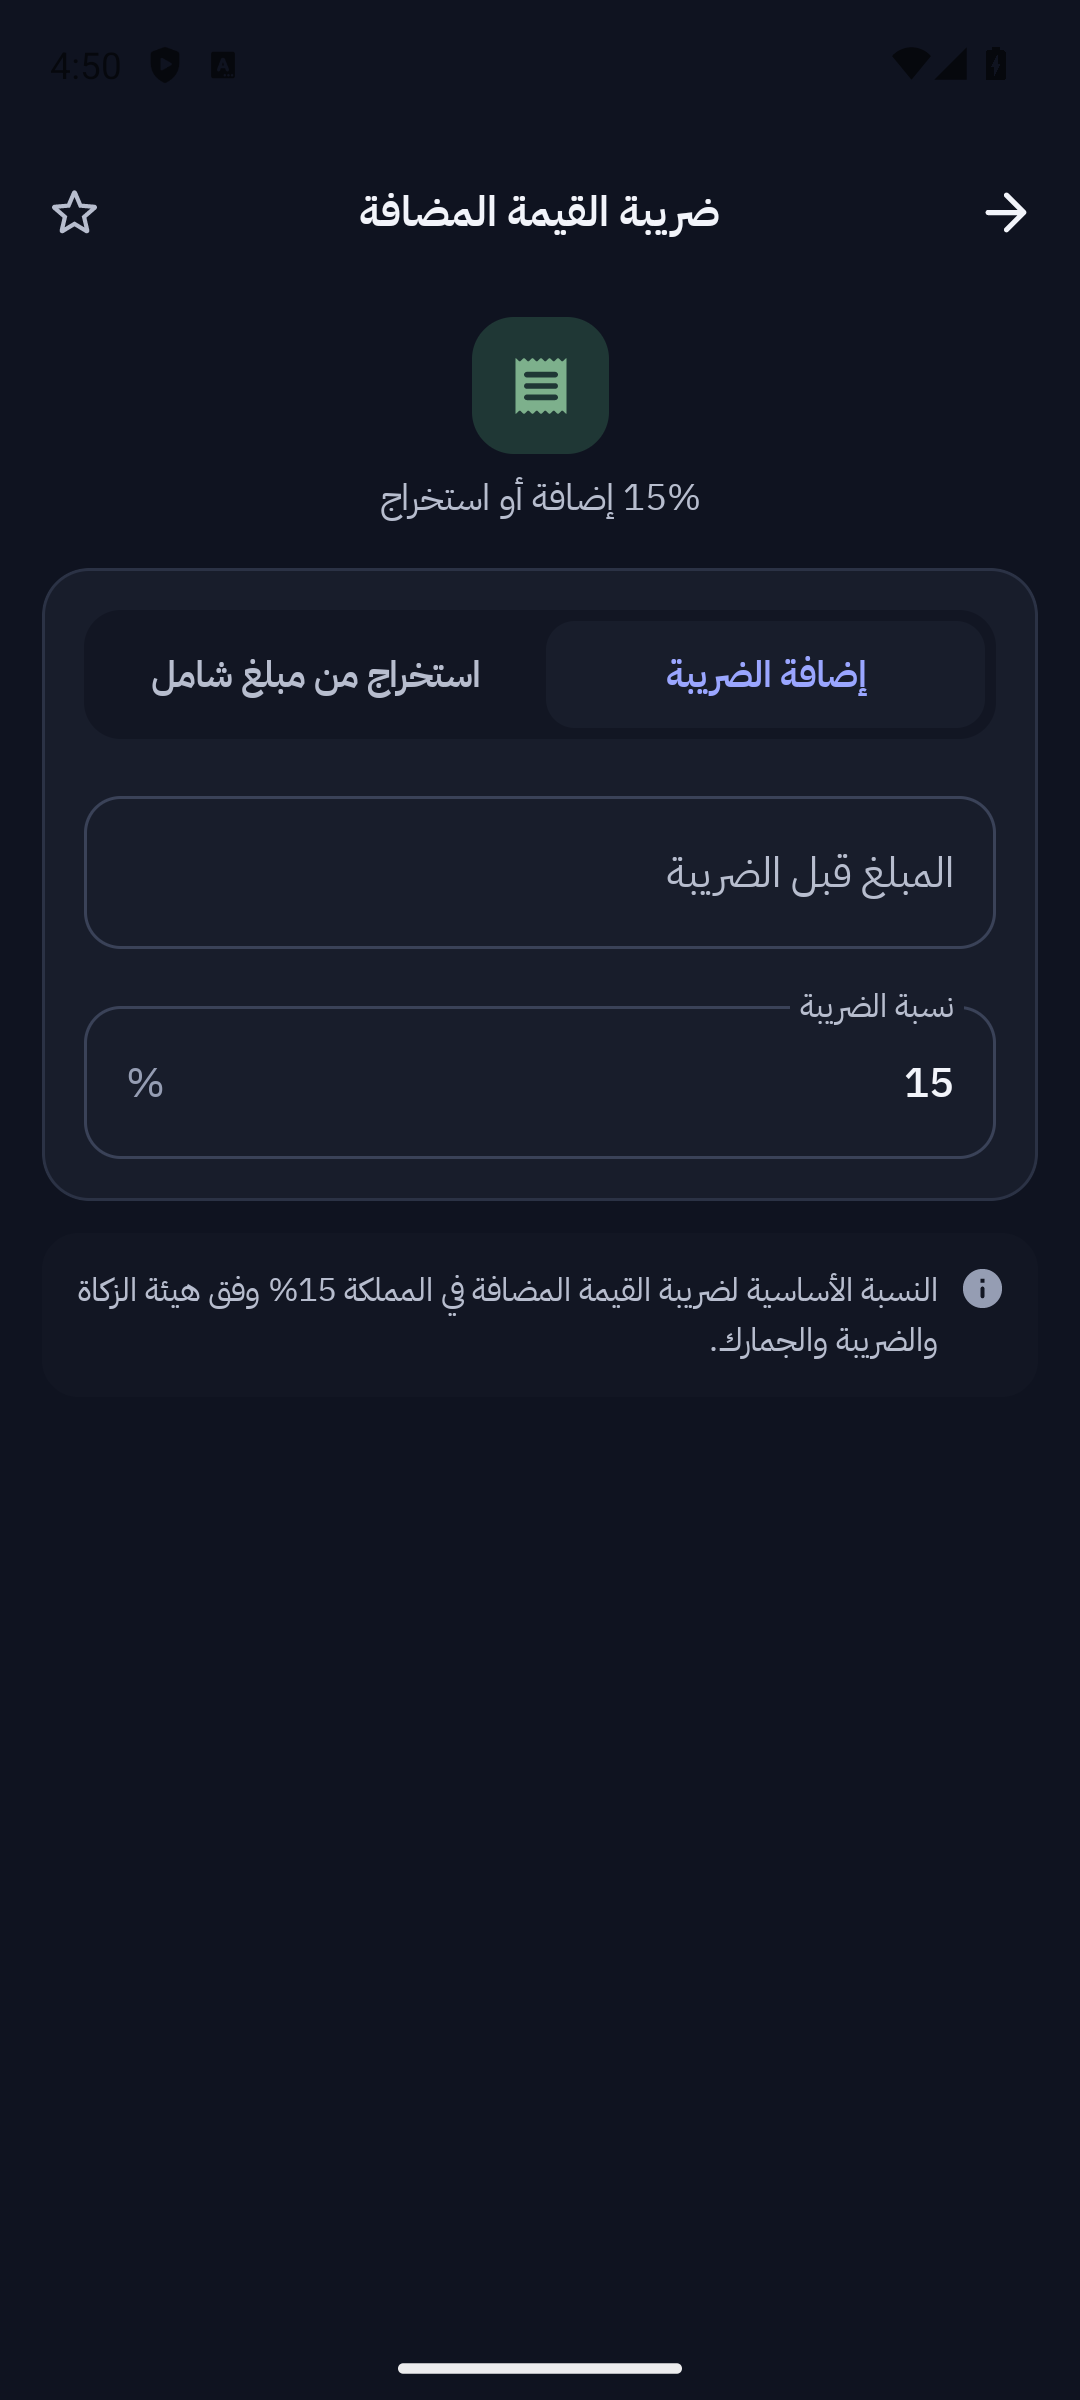 4:50
ضريبة القيمة المضافة
15% إضافة أو استخراج
إضافة الضريبة
استخراج من مبلغ شامل
المبلغ قبل الضريبة
نسبة الضريبة
15
%
النسبة الأساسية لضريبة القيمة المضافة في المملكة 15% وفق هيئة الزكاة
والضريبة والجمارك.